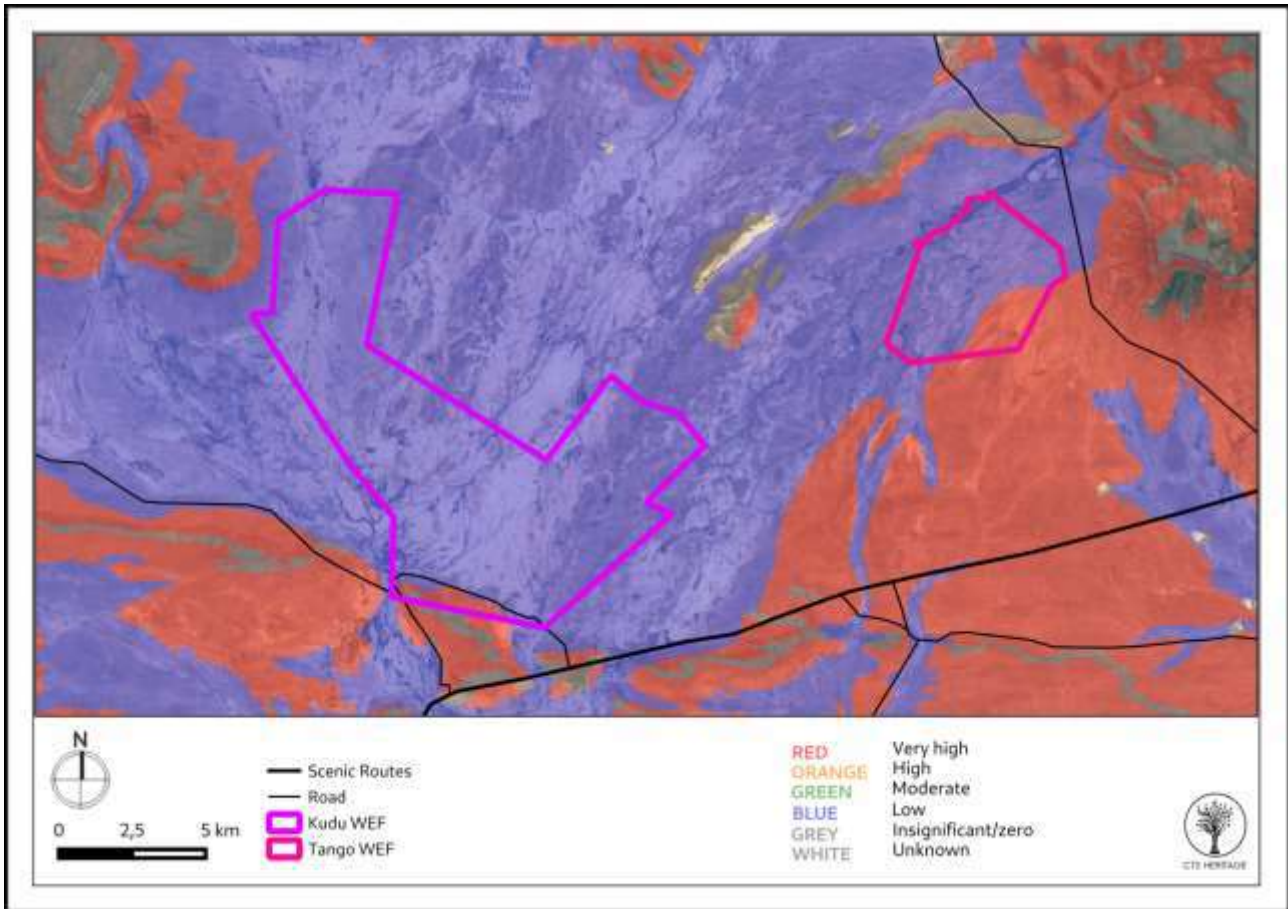 N
0 2,5 5 km
Scenic Routes
Road
Kudu WEF
Tango WEF
RED Very high
ORANGE High
GREEN Moderate
BLUE Low
GREY Insignificant/zero
WHITE Unknown
CTS HERITAGE